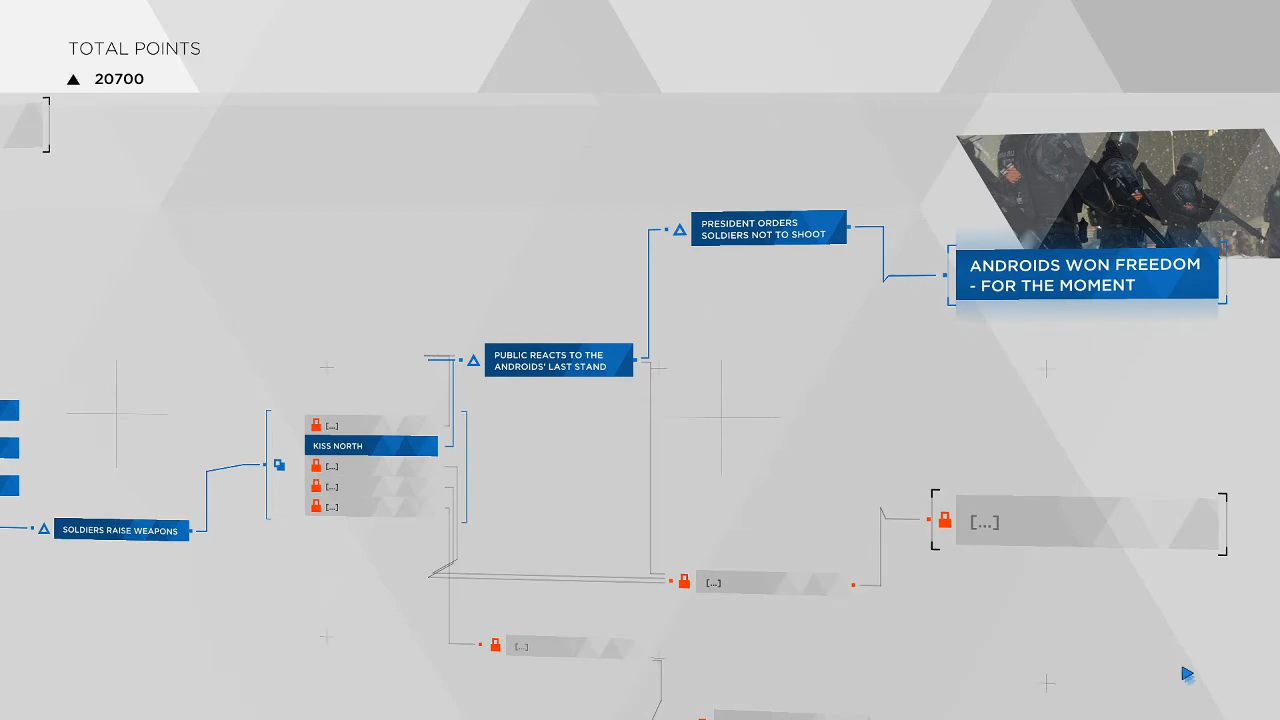 TOTAL POINTS
20700
PRESIDENT ORDERS
SOLDIERS NOT TO SHOOT
ANDROIDS WON FREEDOM
- FOR THE MOMENT
PUBLIC REACTS TO THE
ANDROIDS' LAST STAND
[...]
KISS NORTH
[...]
[...]
[...]
SOLDIERS RAISE WEAPONS
[...]
[...]
[...]